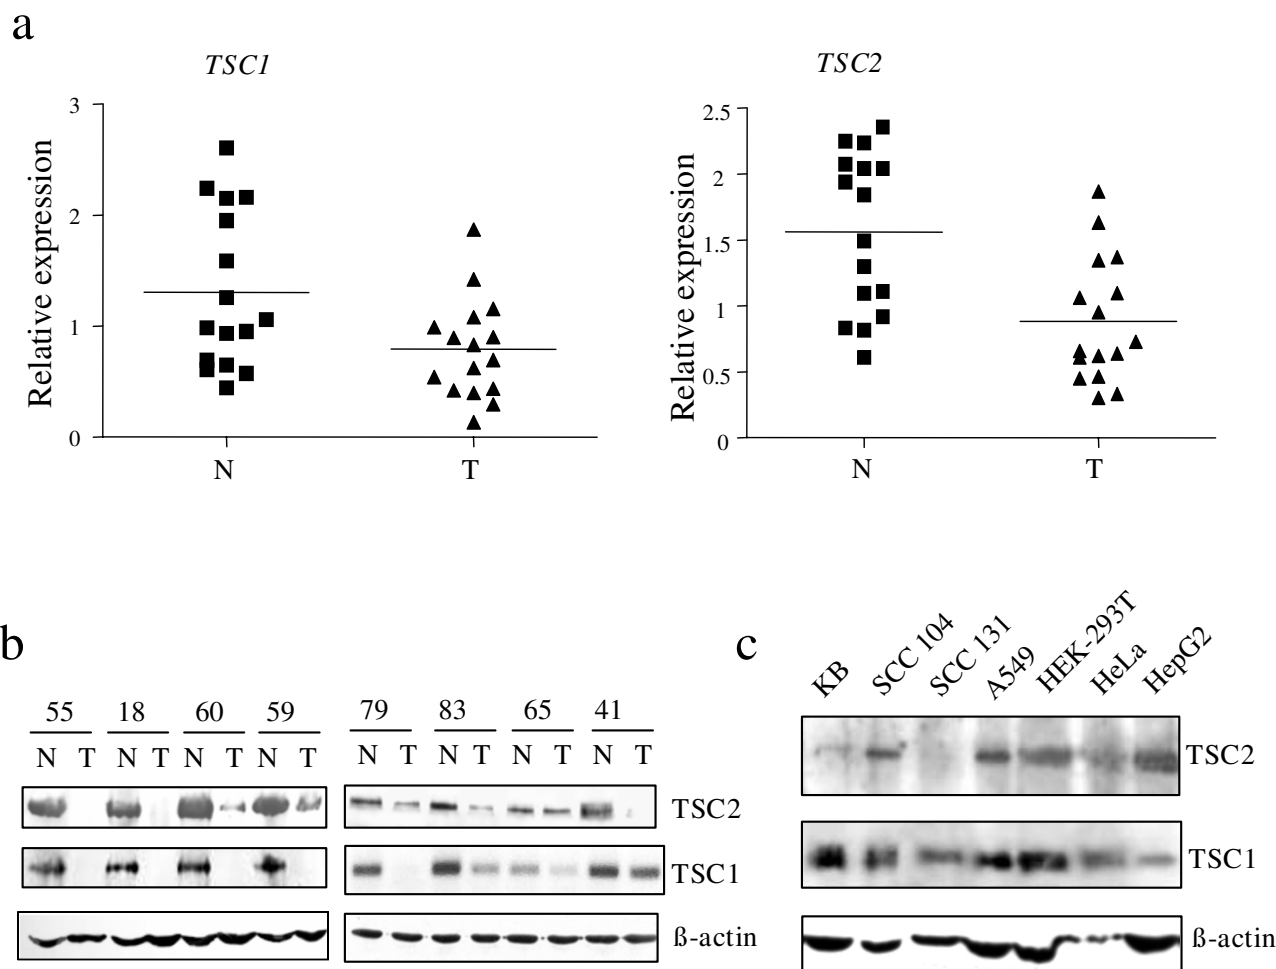 a
TSC1
TSC2
3
2
1
0
Relative expression
N
T
2.5
2
1.5
1
0.5
0
Relative expression
N
T
b
55 18 60 59 79 83 65 41
N T N T N T N T N T N T N T N T
TSC2
TSC1
ß-actin
c
KB SCC 104 SCC 131 A549 HEK-293T HeLa HepG2
TSC2
TSC1
ß-actin